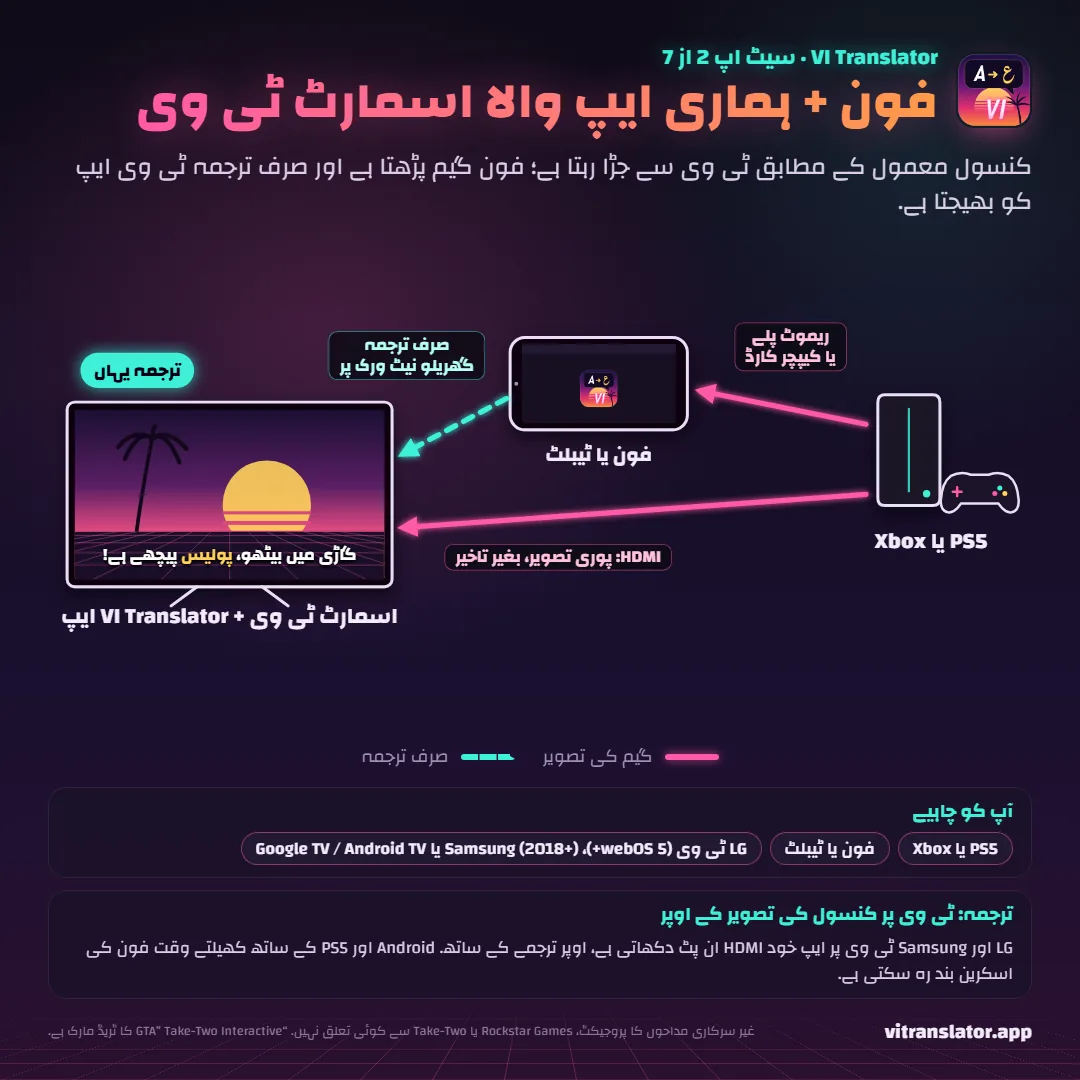 VI Translator · سیٹ اپ 2 از 7
فون + ہماری ایپ والا اسمارٹ ٹی وی
کنسول معمول کے مطابق ٹی وی سے جڑا رہتا ہے؛ فون گیم پڑھتا ہے اور صرف ترجمہ ٹی وی ایپ
کو بھیجتا ہے۔
A→ع
VI
ریموٹ پلے
یا کیپچر کارڈ
صرف ترجمہ
گھریلو نیٹ ورک پر
ترجمہ یہاں
A→ع
VI
فون یا ٹیبلٹ
PS5 یا Xbox
گاڑی میں بیٹھو، پولیس پیچھے ہے!
HDMI: پوری تصویر، بغیر تاخیر
اسمارٹ ٹی وی + VI Translator ایپ
گیم کی تصویر
صرف ترجمہ
آپ کو چاہیے
PS5 یا Xbox
فون یا ٹیبلٹ
LG ٹی وی (webOS 5+)، Samsung (2018+) یا Google TV / Android TV
ترجمہ: ٹی وی پر کنسول کی تصویر کے اوپر
LG اور Samsung ٹی وی پر ایپ خود HDMI ان پٹ دکھاتی ہے، اوپر ترجمے کے ساتھ۔ Android اور PS5 کے ساتھ کھیلتے وقت فون کی
اسکرین بند رہ سکتی ہے۔
vitranslator.app
غیر سرکاری مداحوں کا پروجیکٹ، Rockstar Games یا Take-Two سے کوئی تعلق نہیں۔ "GTA" Take-Two Interactive کا ٹریڈ مارک ہے۔